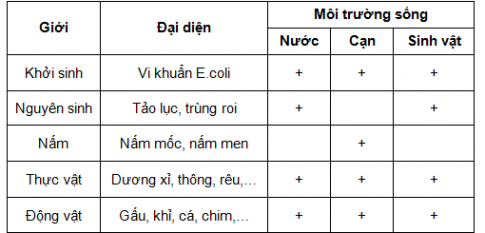 Giới Đại diện Môi trường sống
Nước Cạn Sinh vật
Khởi sinh Vi khuẩn E.coli + + +
Nguyên sinh Tảo lục, trùng roi + +
Nấm Nấm mốc, nấm men +
Thực vật Dương xỉ, thông, rêu,... + + +
Động vật Gấu, khỉ, cá, chim,... + + +